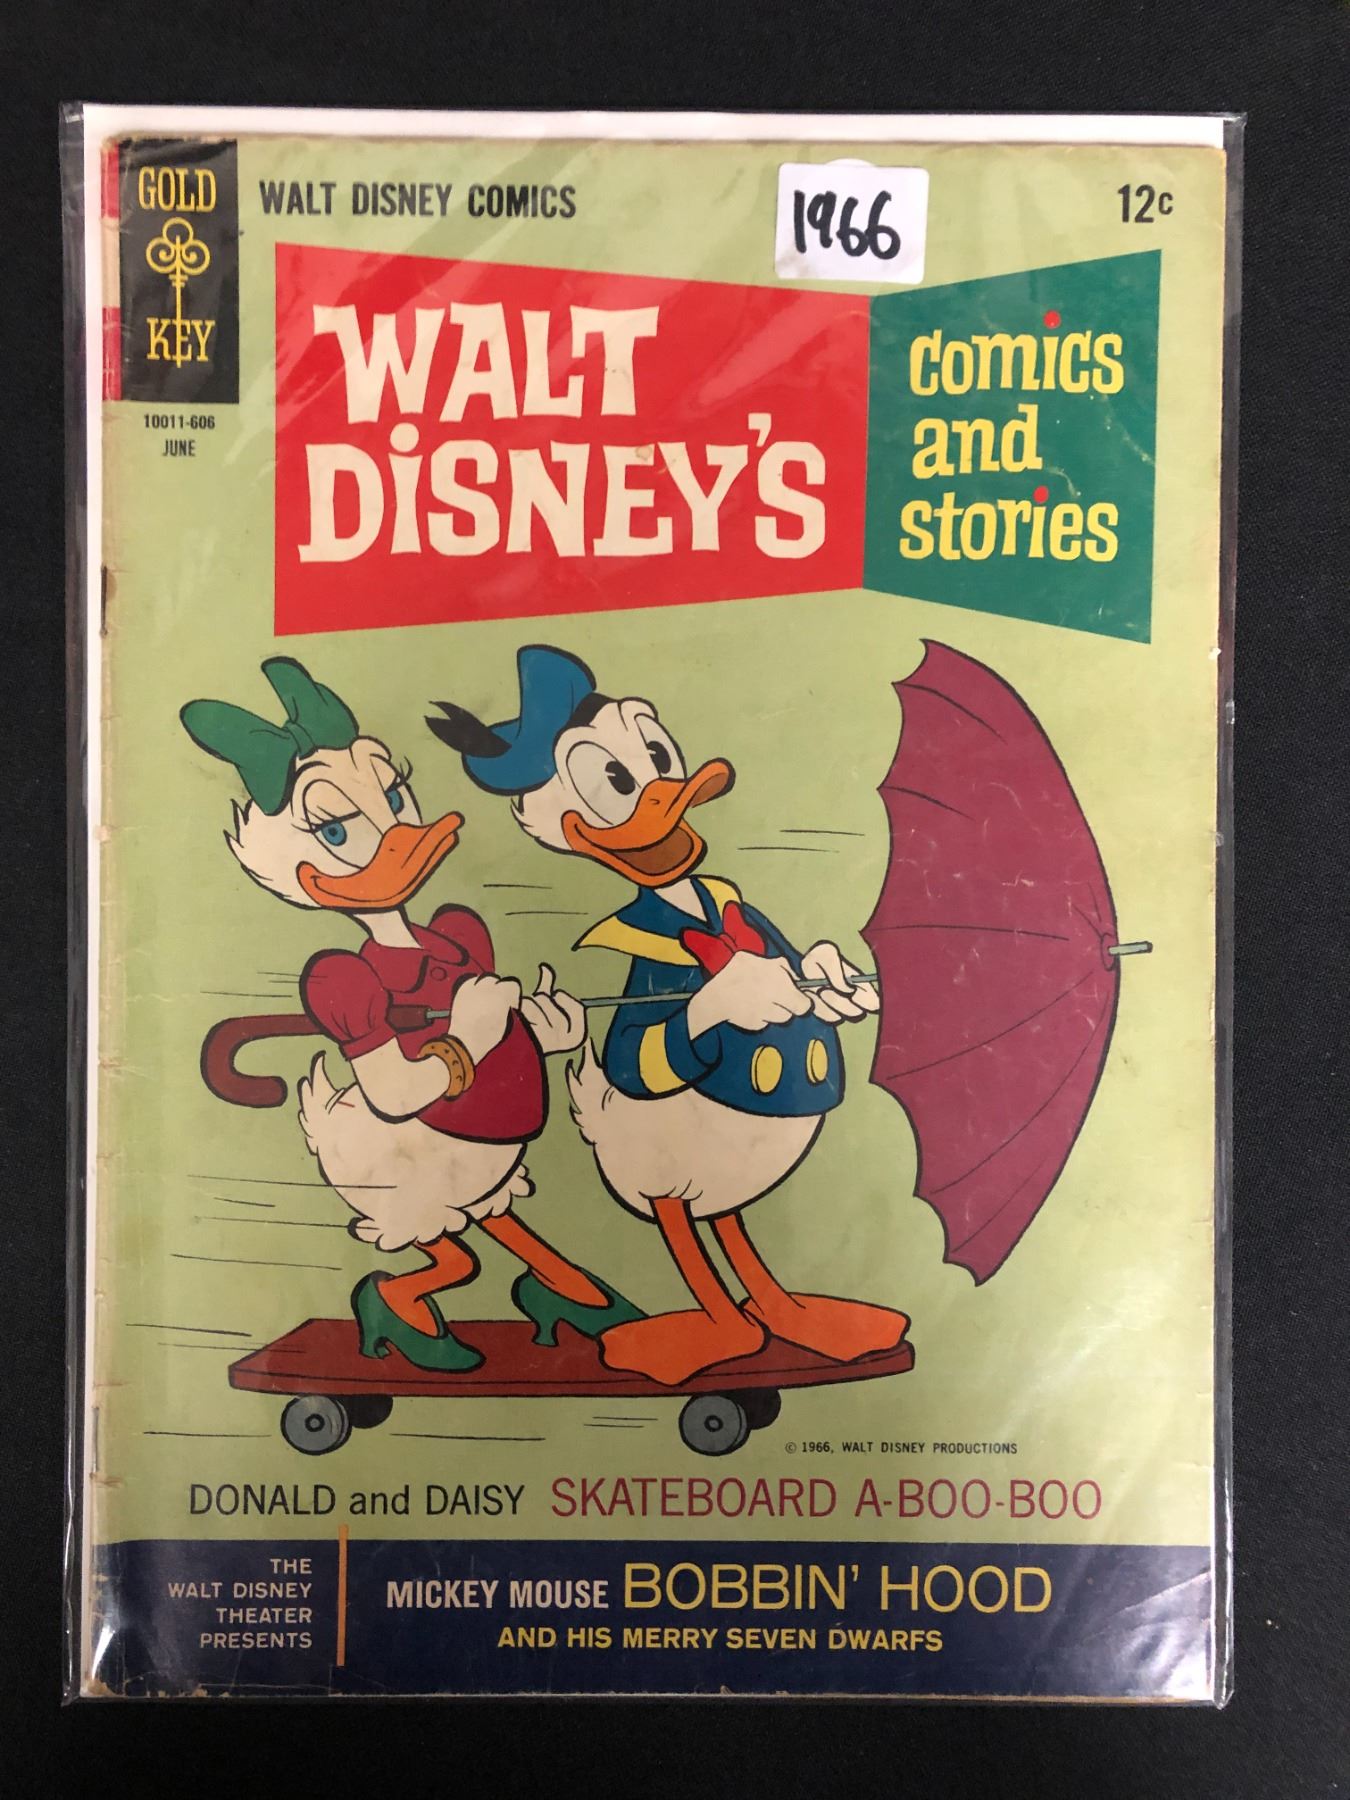 GOLD
KEY
WALT DISNEY COMICS
1966
12c
10011-606
JUNE
WALT
DISNEY'S
comics
and
stories
© 1966, WALT DISNEY PRODUCTIONS
DONALD and DAISY SKATEBOARD A-BOO-BOO
THE
WALT DISNEY
THEATER
PRESENTS
MICKEY MOUSE BOBBIN' HOOD
AND HIS MERRY SEVEN DWARFS